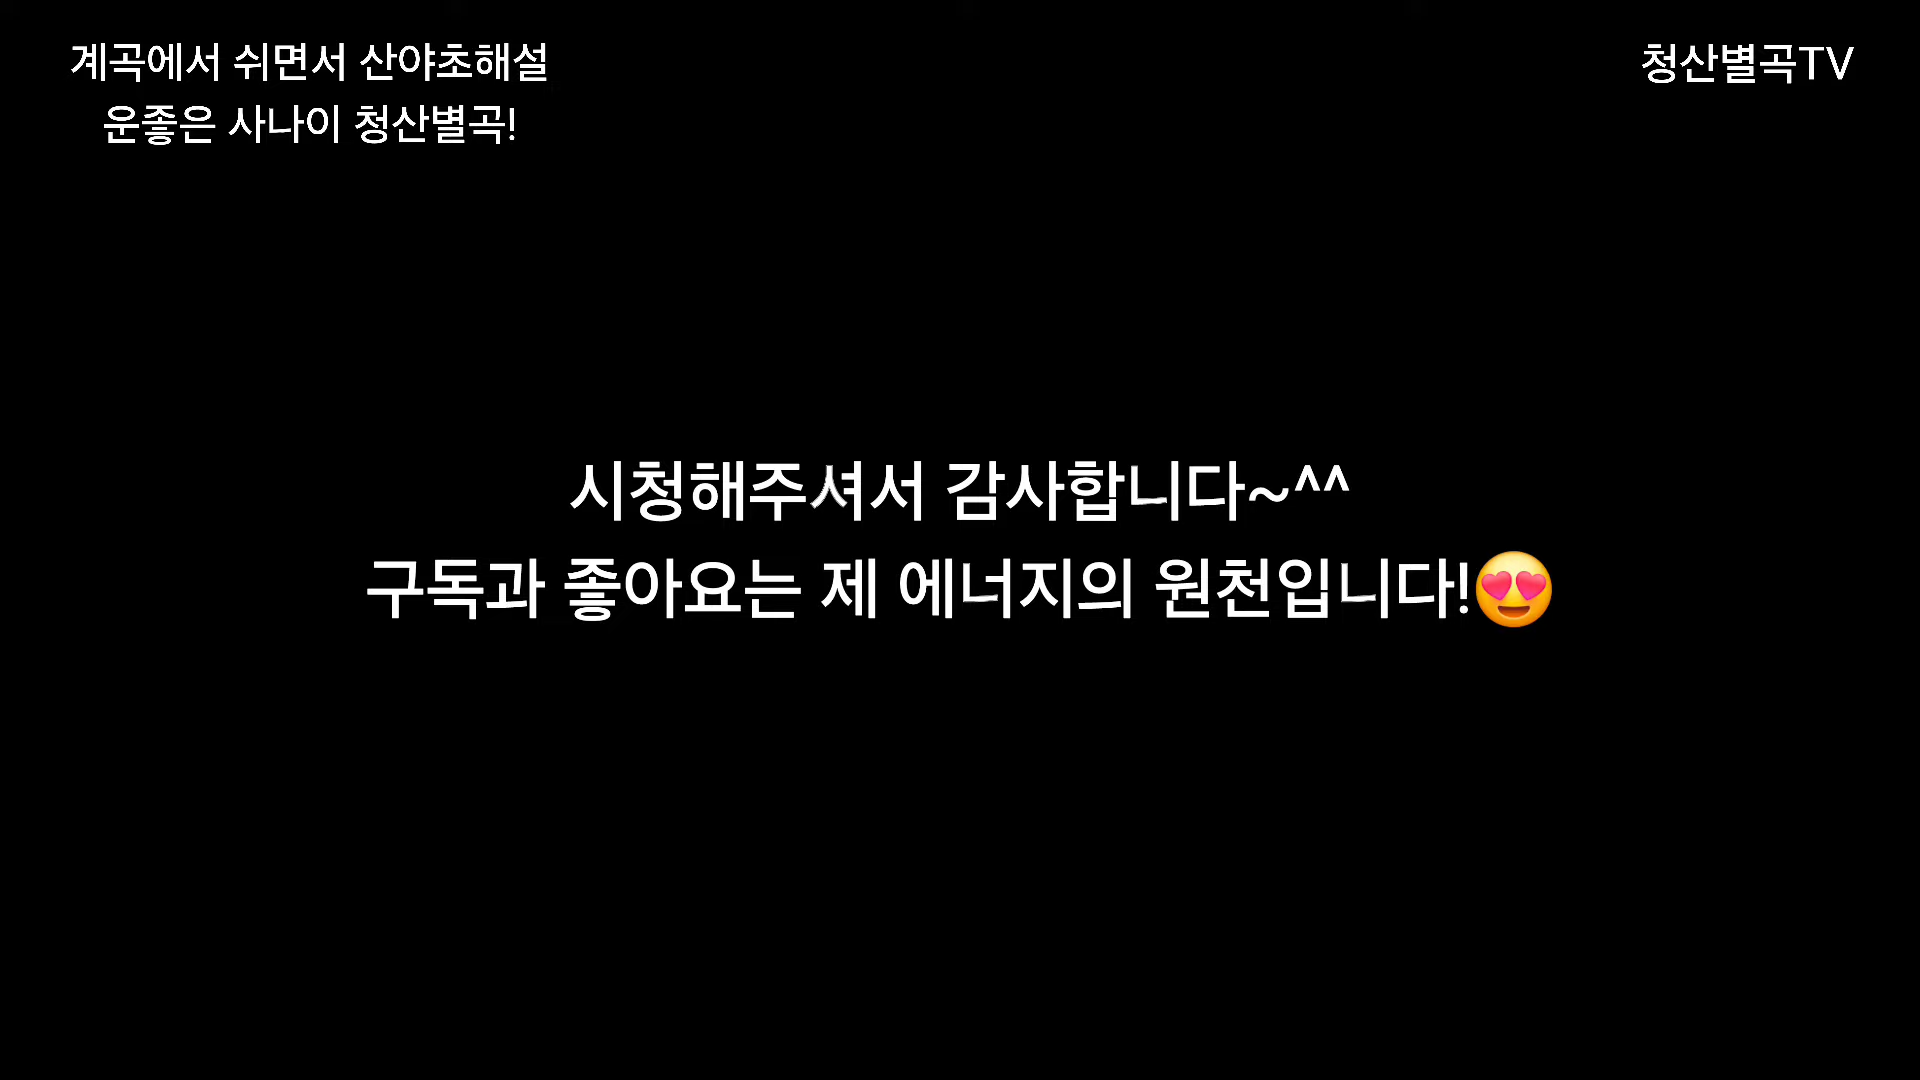 계곡에서 쉬면서 산야초해설
운좋은 사나이 청산별곡!
청산별곡TV
시청해주셔서 감사합니다~^^
구독과 좋아요는 제 에너지의 원천입니다!😍